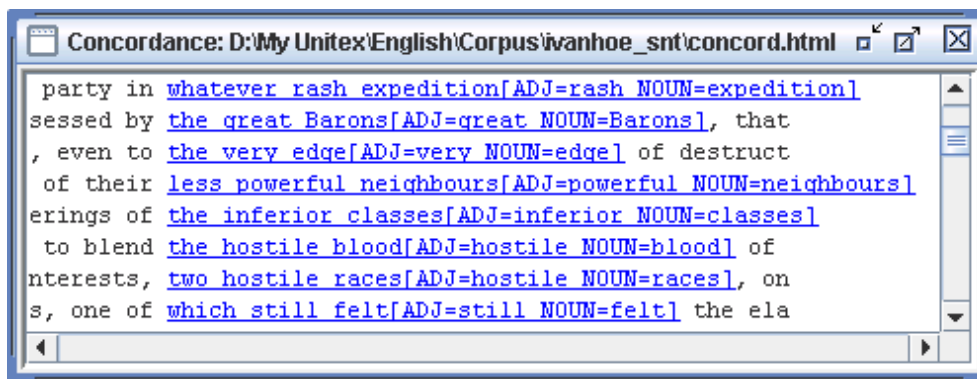 Concordance: D:\My Unitex\English\Corpus\ivanhoe_snt\concord.html
party in whatever rash expedition[ADJ=rash NOUN=expedition]
sessed by the great Barons[ADJ=great NOUN=Barons], that
, even to the very edge[ADJ=very NOUN=edge] of destruct
of their less powerful neighbours[ADJ=powerful NOUN=neighbours]
erings of the inferior classes[ADJ=inferior NOUN=classes]
to blend the hostile blood[ADJ=hostile NOUN=blood] of
nterests, two hostile races[ADJ=hostile NOUN=races], on
s, one of which still felt[ADJ=still NOUN=felt] the ela